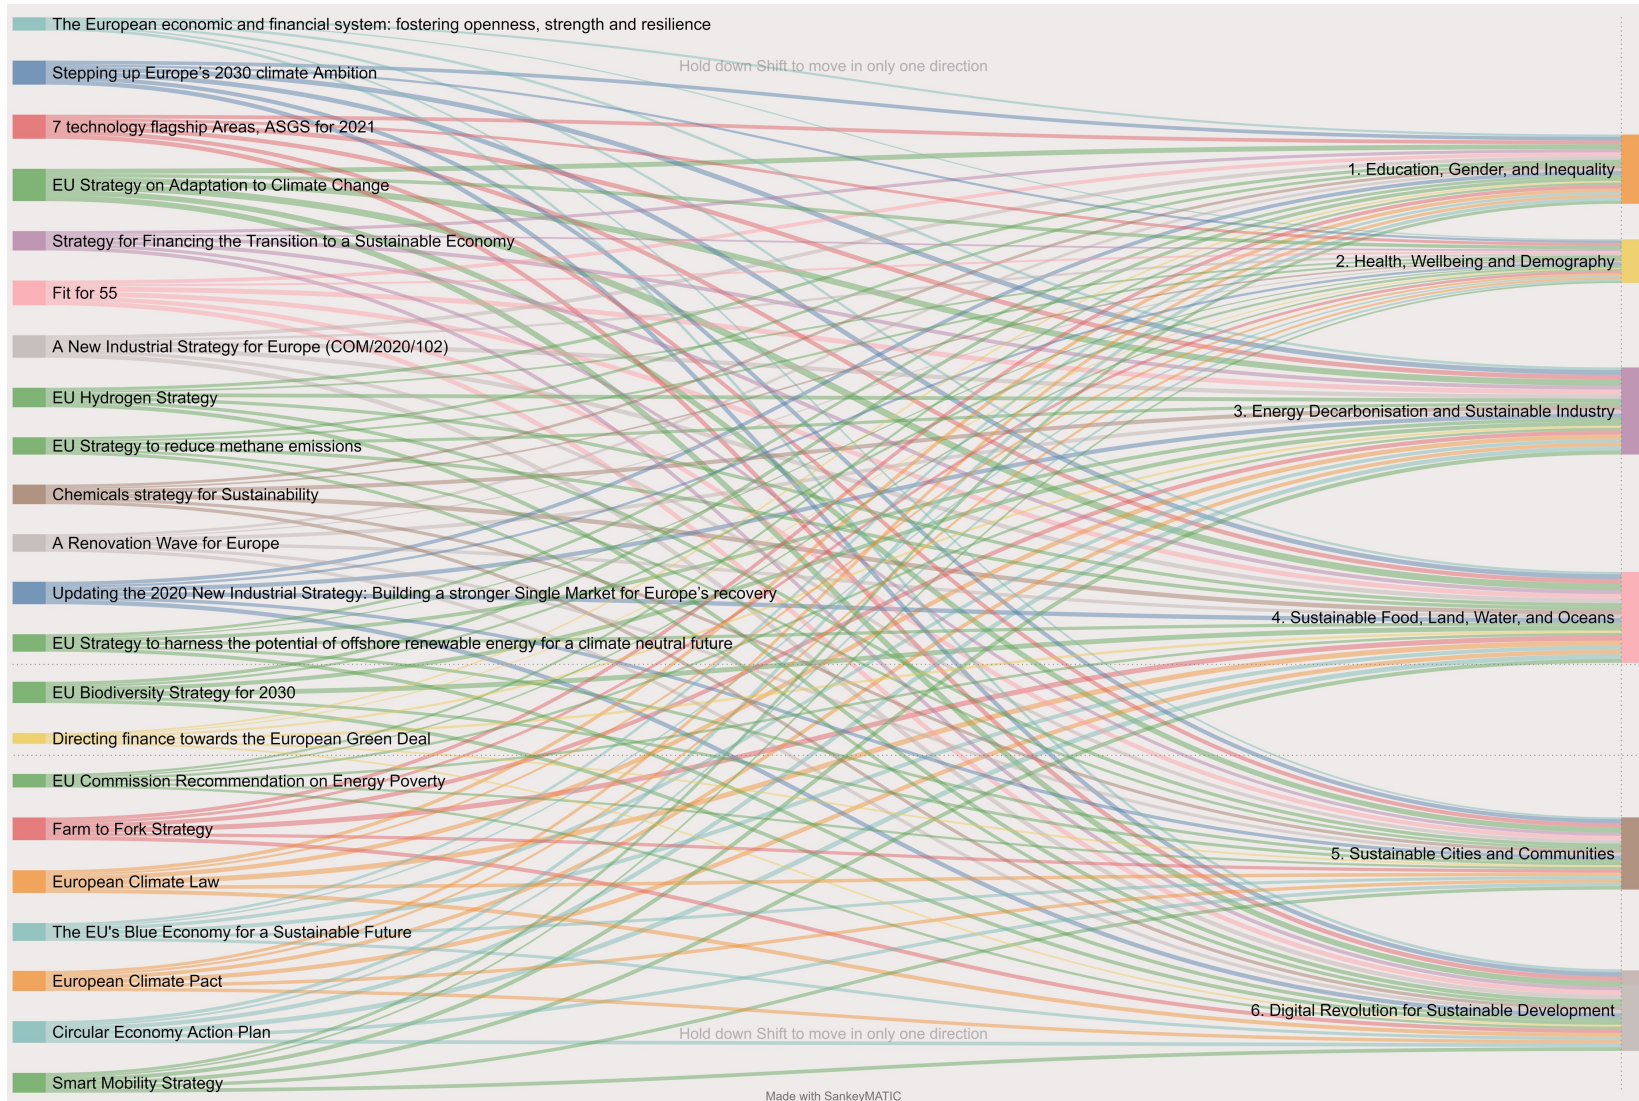 The European economic and financial system: fostering openness, strength and resilience
Hold down Shift to move in only one direction
Stepping up Europe’s 2030 climate Ambition
7 technology flagship Areas, ASGS for 2021
1. Education, Gender, and Inequality
EU Strategy on Adaptation to Climate Change
Strategy for Financing the Transition to a Sustainable Economy
2. Health, Wellbeing and Demography
Fit for 55
A New Industrial Strategy for Europe (COM/2020/102)
EU Hydrogen Strategy
3. Energy Decarbonisation and Sustainable Industry
EU Strategy to reduce methane emissions
Chemicals strategy for Sustainability
A Renovation Wave for Europe
Updating the 2020 New Industrial Strategy: Building a stronger Single Market for Europe’s recovery
4. Sustainable Food, Land, Water, and Oceans
EU Strategy to harness the potential of offshore renewable energy for a climate neutral future
EU Biodiversity Strategy for 2030
Directing finance towards the European Green Deal
EU Commission Recommendation on Energy Poverty
Farm to Fork Strategy
5. Sustainable Cities and Communities
European Climate Law
The EU's Blue Economy for a Sustainable Future
European Climate Pact
6. Digital Revolution for Sustainable Development
Circular Economy Action Plan
Hold down Shift to move in only one direction
Smart Mobility Strategy
Made with SankeyMATIC